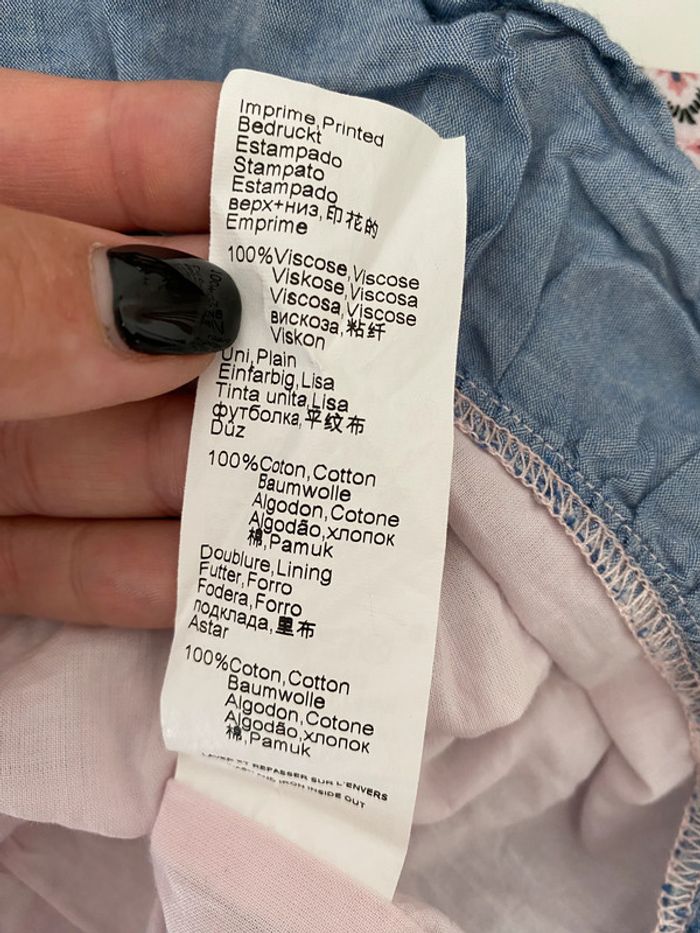 Imprime,Printed
Bedruckt
Estampado
Stampato
Estampado
верх+низ,印花的
Emprime
100%Viscose,Viscose
Viskose,Viscosa
Viscosa,Viscose
вискоза,粘纤
Viskon
Uni,Plain
Einfarbig,Lisa
Tinta unita,Lisa
футболка,平纹布
Düz
100%Coton,Cotton
Baumwolle
Algodon,Cotone
Algodão,хлопок
棉,Pamuk
Doublure,Lining
Futter,Forro
Fodera,Forro
подклада,里布
Astar
100%Coton,Cotton
Baumwolle
Algodon,Cotone
Algodão,хлопок
棉,Pamuk
ET REPASSER SUR L'ENVERS
AND IRON INSIDE OUT